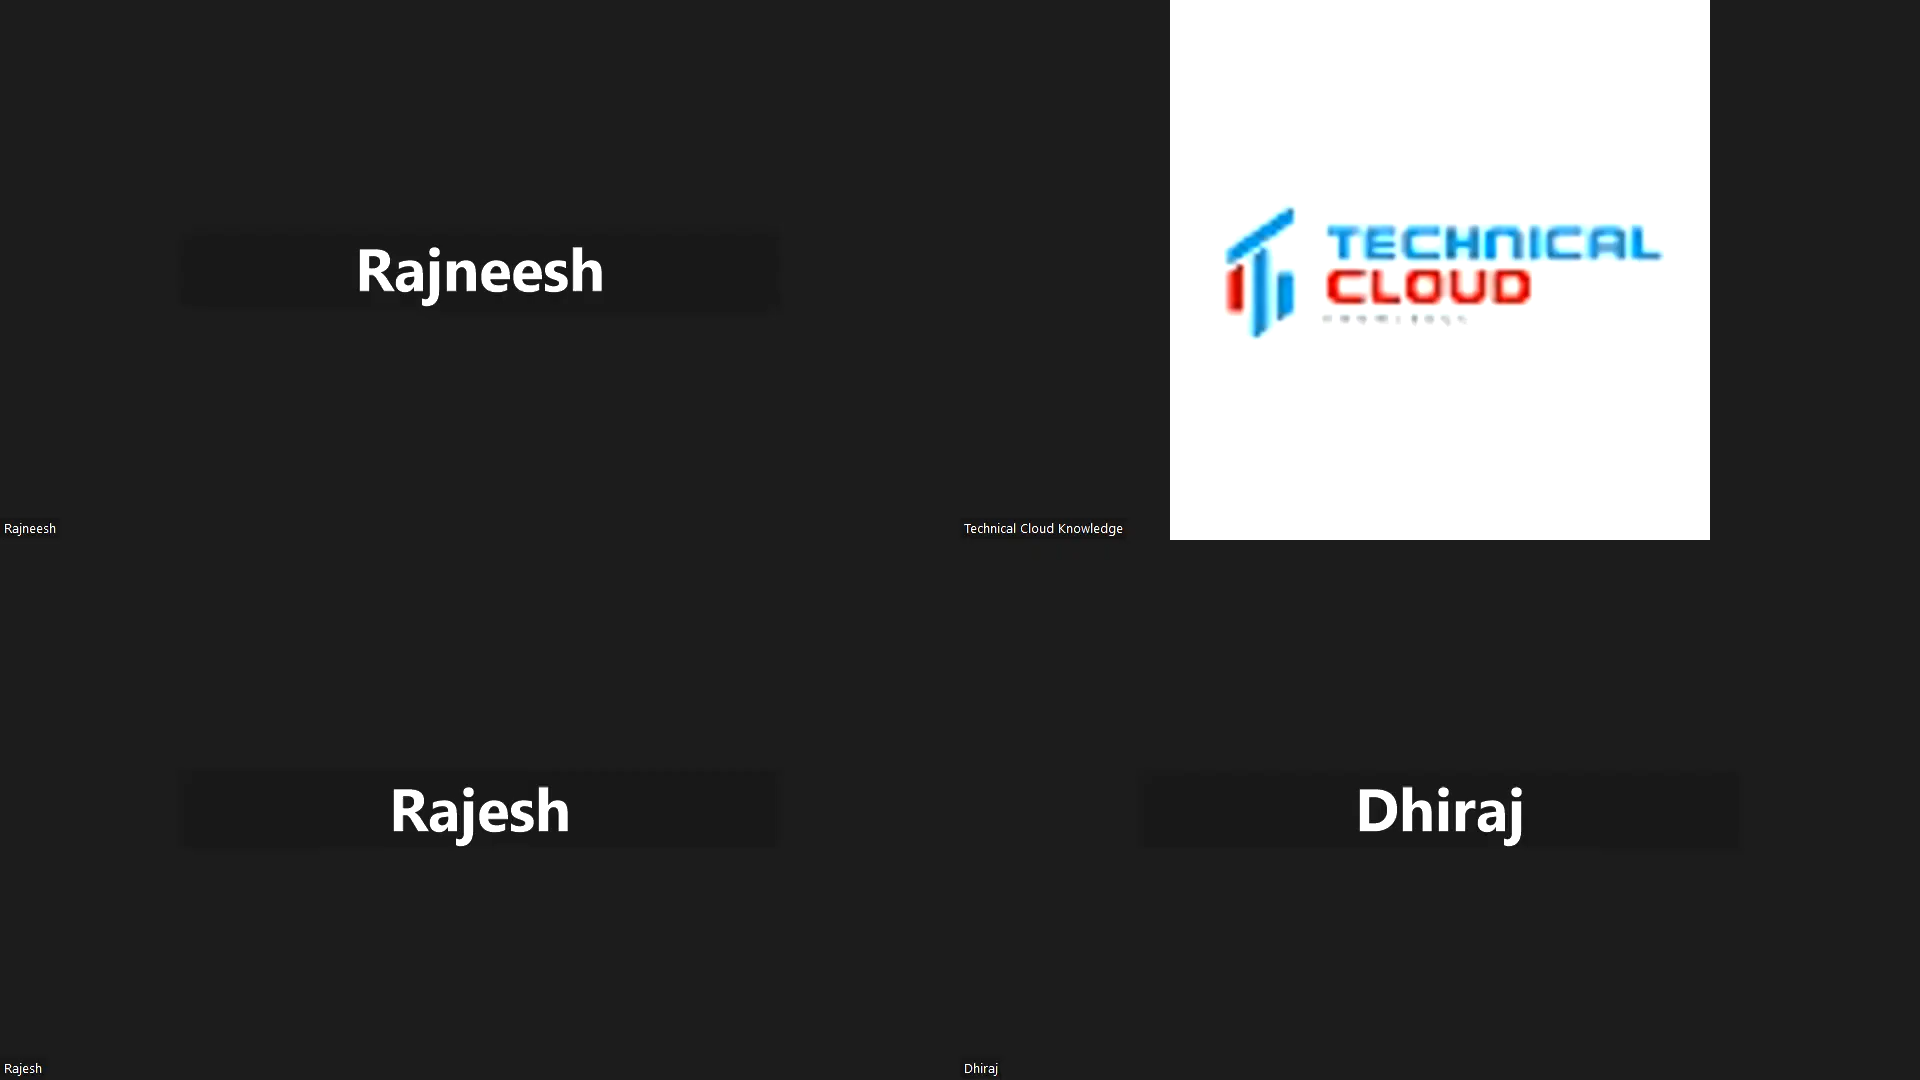 Rajneesh
TECHNICAL
CLOUD
Rajneesh
Technical Cloud Knowledge
Rajesh
Dhiraj
Rajesh
Dhiraj